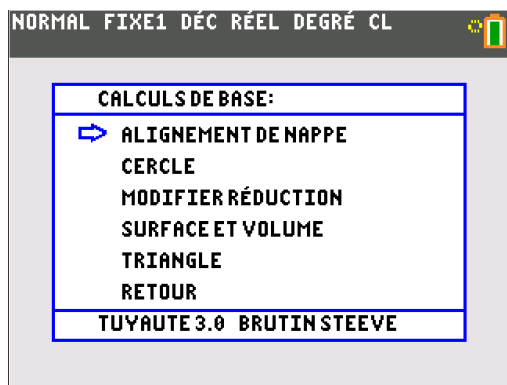 NORMAL FIXE1 DÉC RÉEL DEGRÉ CL
CALCULS DE BASE:
ALIGNEMENT DE NAPPE
CERCLE
MODIFIER RÉDUCTION
SURFACE ET VOLUME
TRIANGLE
RETOUR
TUYAUTE 3.0 BRUTIN STEEVE